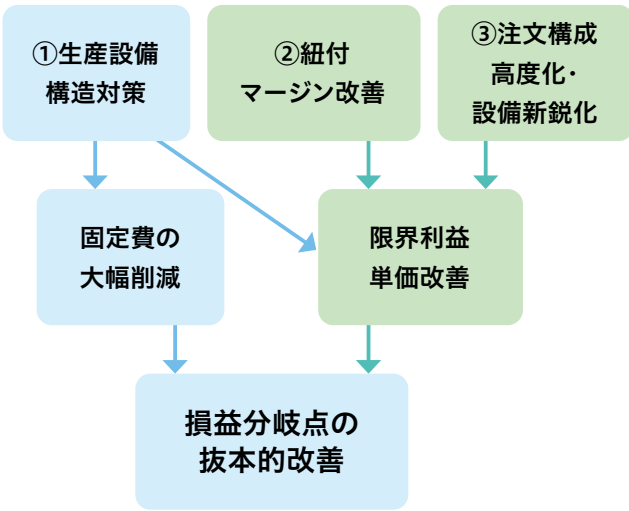 ①生産設備
構造対策
②紐付
マージン改善
③注文構成
高度化・
設備新鋭化
固定費の
大幅削減
限界利益
単価改善
損益分岐点の
抜本的改善